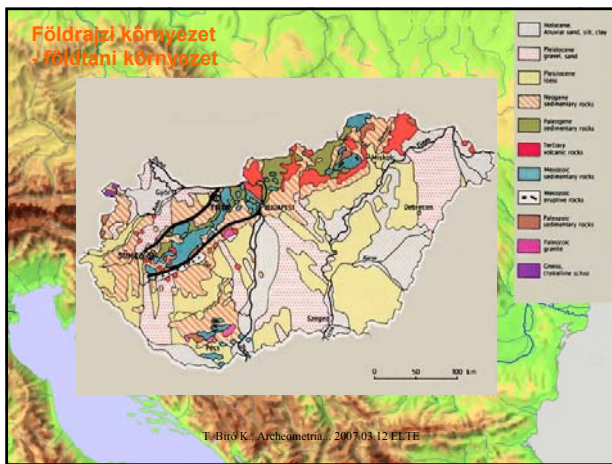 Földrajzi környezet
- földtani környezet
Holocene,
Alluvial sand, silt, clay
Pleistocene
gravel, sand
Pleistocene
loess
Neogene
sedimentary rocks
Paleogene
sedimentary rocks
Tertiary
volcanic rocks
Mesozoic
sedimentary rocks
Mesozoic
eruptive rocks
Paleozoic
sedimentary rocks
Paleozoic
granite
Gneiss,
crystalline schist
Miskolc
Győr
TATA
BUDAPEST
Debrecen
SÜMEG
Szeged
Pécs
0 50 100 km
T. Biró K.: Archeometria... 2007.03.12 ELTE